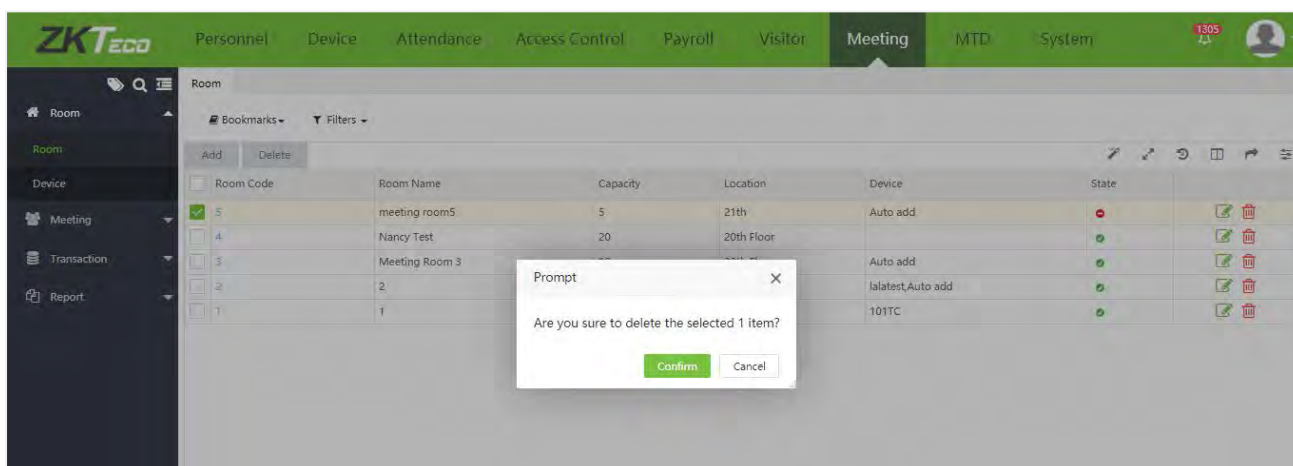 ZKTECO Personnel Device Attendance Access Control Payroll Visitor Meeting MTD System 1305
Room
Room
Bookmarks Filters
Room
Add Delete
Device
Room Code Room Name Capacity Location Device State
5 meeting room5 5 21th Auto add
Meeting
4 Nancy Test 20 20th Floor
3 Meeting Room 3 Auto add
Transaction
2 2 lalatest,Auto add
Report
1 1 101TC
Prompt
Are you sure to delete the selected 1 item?
Confirm Cancel